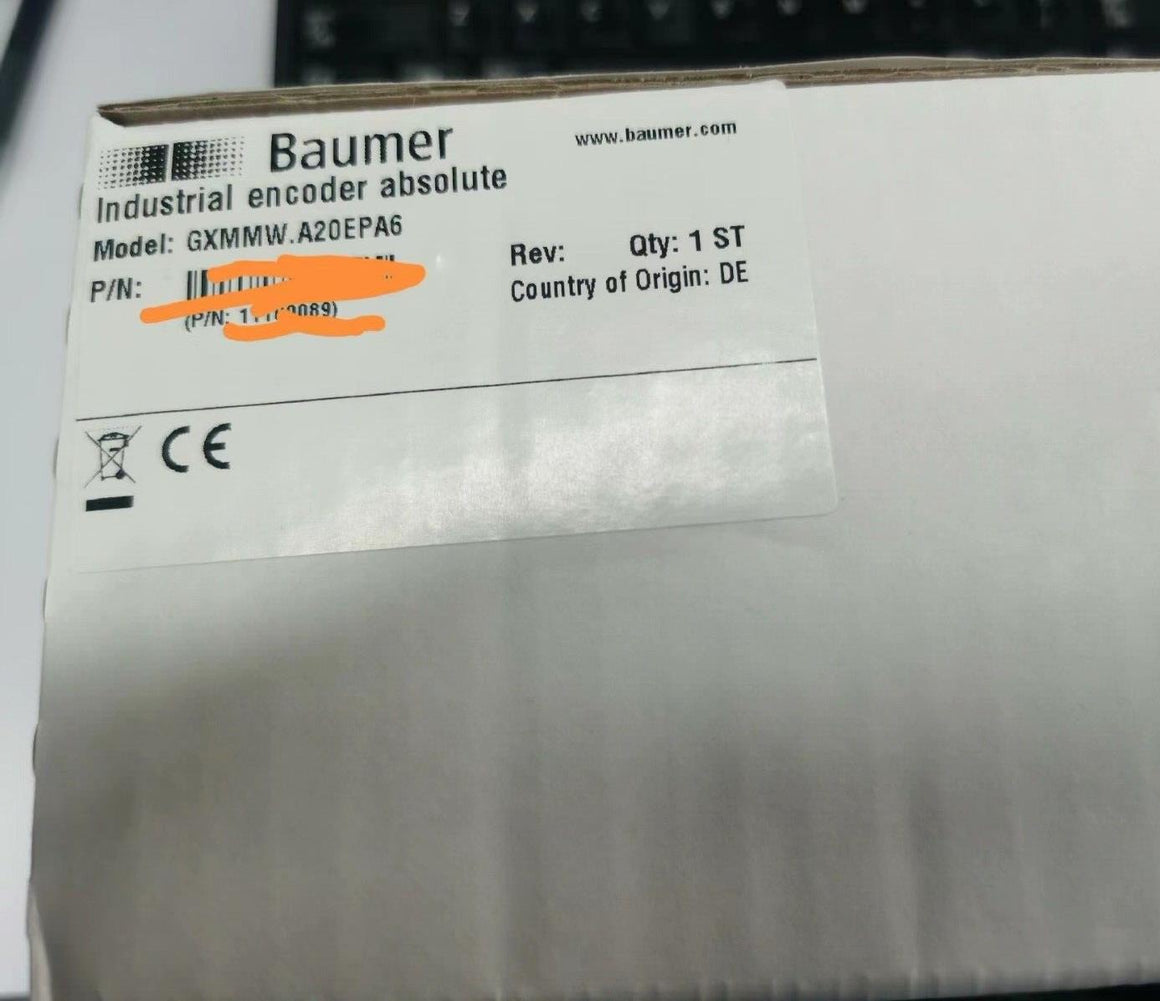 Baumer
www.baumer.com
Industrial encoder absolute
Model: GXMMW.A20EPA6
Rev: Qty: 1 ST
P/N:
Country of Origin: DE
(P/N:
CE